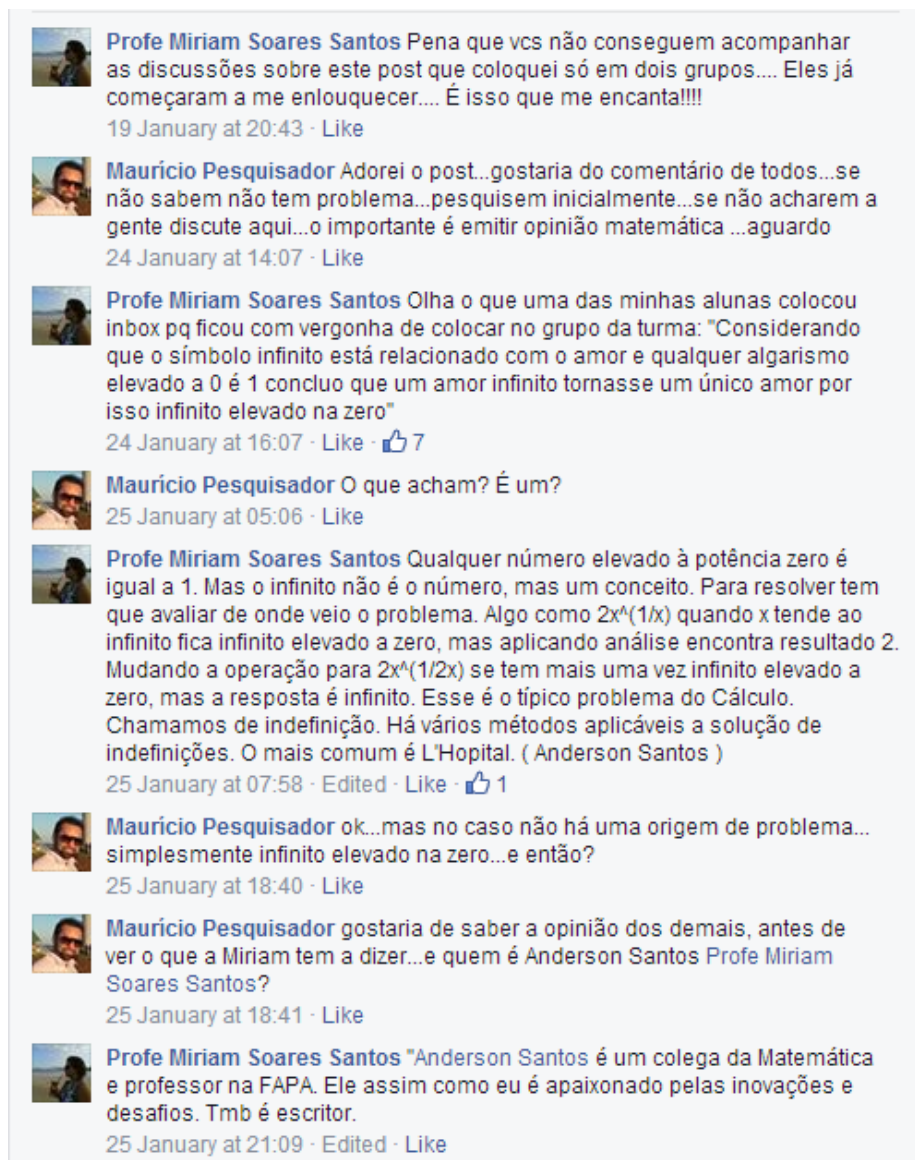 Profe Miriam Soares Santos Pena que vcs não conseguem acompanhar
as discussões sobre este post que coloquei só em dois grupos.... Eles já
começaram a me enlouquecer.... É isso que me encanta!!!!
19 January at 20:43 · Like
Maurício Pesquisador Adorei o post...gostaria do comentário de todos...se
não sabem não tem problema...pesquisem inicialmente...se não acharem a
gente discute aqui...o importante é emitir opinião matemática ...aguardo
24 January at 14:07 · Like
Profe Miriam Soares Santos Olha o que uma das minhas alunas colocou
inbox pq ficou com vergonha de colocar no grupo da turma: "Considerando
que o símbolo infinito está relacionado com o amor e qualquer algarismo
elevado a 0 é 1 concluo que um amor infinito tornasse um único amor por
isso infinito elevado na zero"
24 January at 16:07 · Like · 7
Maurício Pesquisador O que acham? É um?
25 January at 05:06 · Like
Profe Miriam Soares Santos Qualquer número elevado à potência zero é
igual a 1. Mas o infinito não é o número, mas um conceito. Para resolver tem
que avaliar de onde veio o problema. Algo como 2x^(1/x) quando x tende ao
infinito fica infinito elevado a zero, mas aplicando análise encontra resultado 2.
Mudando a operação para 2x^(1/2x) se tem mais uma vez infinito elevado a
zero, mas a resposta é infinito. Esse é o típico problema do Cálculo.
Chamamos de indefinição. Há vários métodos aplicáveis a solução de
indefinições. O mais comum é L'Hopital. ( Anderson Santos )
25 January at 07:58 · Edited · Like · 1
Maurício Pesquisador ok...mas no caso não há uma origem de problema...
simplesmente infinito elevado na zero...e então?
25 January at 18:40 · Like
Maurício Pesquisador gostaria de saber a opinião dos demais, antes de
ver o que a Miriam tem a dizer...e quem é Anderson Santos Profe Miriam
Soares Santos?
25 January at 18:41 · Like
Profe Miriam Soares Santos "Anderson Santos é um colega da Matemática
e professor na FAPA. Ele assim como eu é apaixonado pelas inovações e
desafios. Tmb é escritor.
25 January at 21:09 · Edited · Like